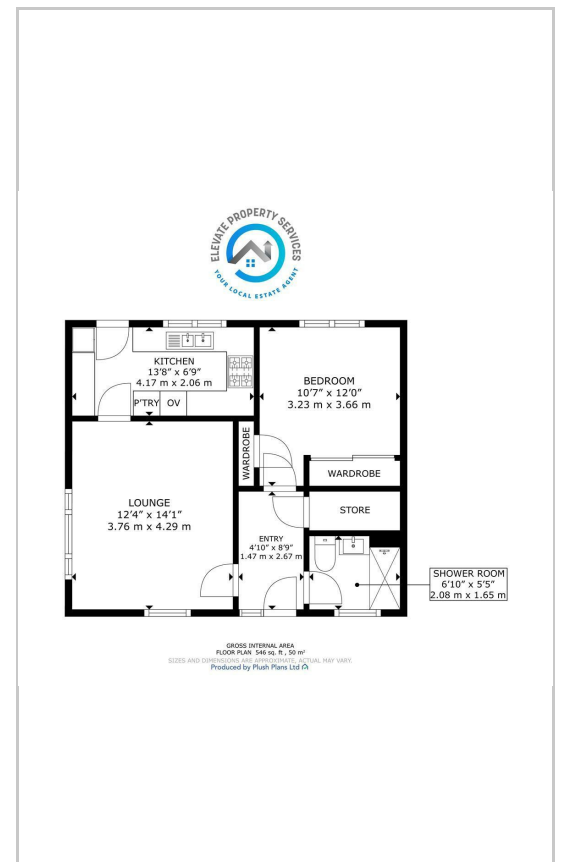 ELEVATE PROPERTY SERVICES
YOUR LOCAL ESTATE AGENT
KITCHEN
13'8" x 6'9"
4.17 m x 2.06 m
P'TRY
OV
BEDROOM
10'7" x 12'0"
3.23 m x 3.66 m
WARDROBE
WARDROBE
LOUNGE
12'4" x 14'1"
3.76 m x 4.29 m
STORE
ENTRY
4'10" x 8'9"
1.47 m x 2.67 m
SHOWER ROOM
6'10" x 5'5"
2.08 m x 1.65 m
GROSS INTERNAL AREA
FLOOR PLAN 546 sq. ft , 50 m²
SIZES AND DIMENSIONS ARE APPROXIMATE, ACTUAL MAY VARY.
Produced by Plush Plans Ltd